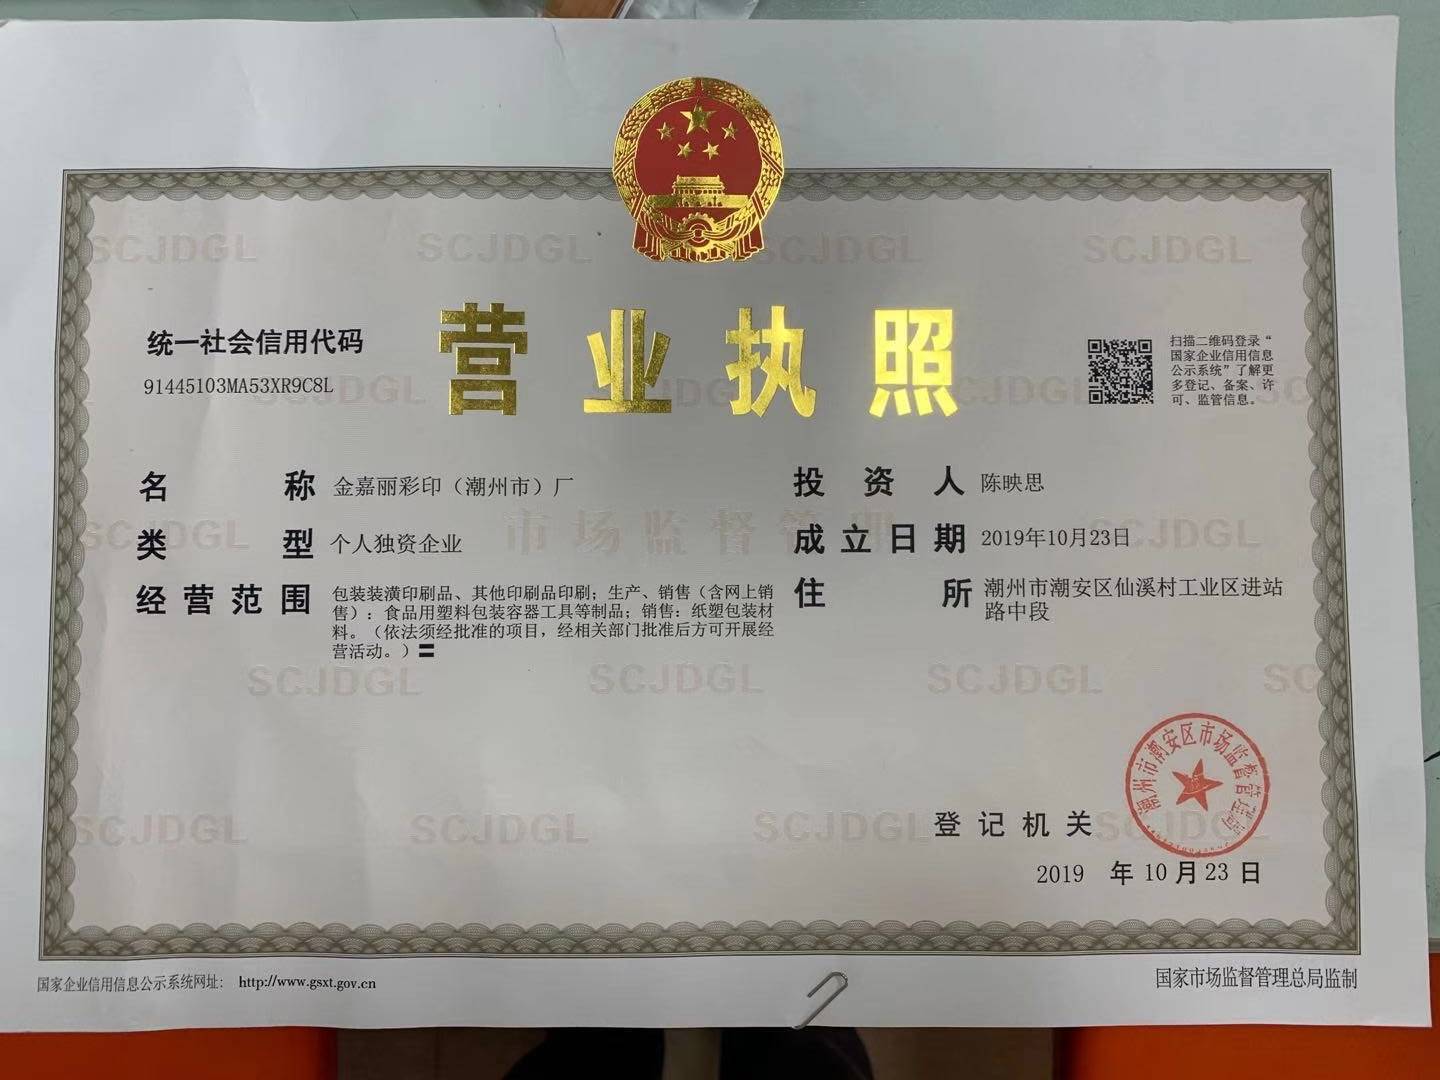 营业执照
统一社会信用代码
91445103MA53XR9C8L
扫描二维码登录“
国家企业信用信息
公示系统”了解更
多登记、备案、许
可、监管信息。
名称 金嘉丽彩印（潮州市）厂
类型 个人独资企业
经营范围 包装装潢印刷品、其他印刷品印刷；生产、销售（含网上销
售）：食品用塑料包装容器工具等制品；销售：纸塑包装材
料。（依法须经批准的项目，经相关部门批准后方可开展经
营活动。）〓
投资人 陈映思
成立日期 2019年10月23日
住所 潮州市潮安区仙溪村工业区进站
路中段
SCJDGL SCJDGL SCJDGL SCJDGL
市场监督管理
潮州市潮安区市场监督管理局
登记机关
2019 年 10 月 23 日
国家企业信用信息公示系统网址： http://www.gsxt.gov.cn
国家市场监督管理总局监制